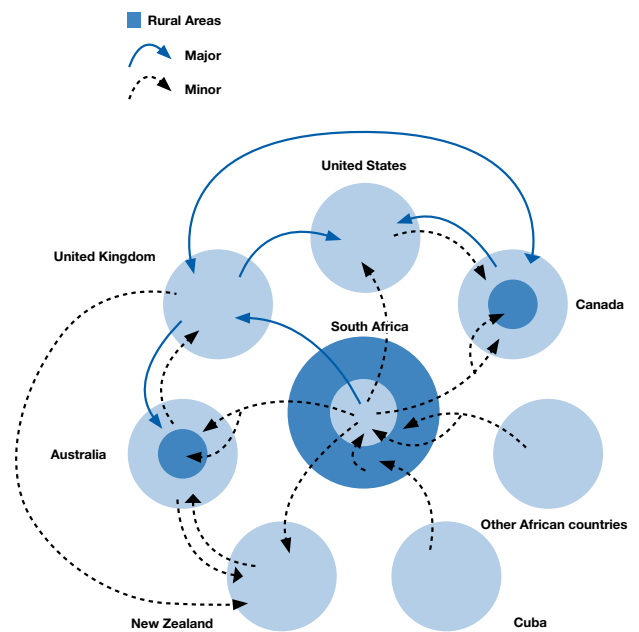 Rural Areas
Major
Minor
United States
United Kingdom
Canada
South Africa
Australia
Other African countries
New Zealand
Cuba